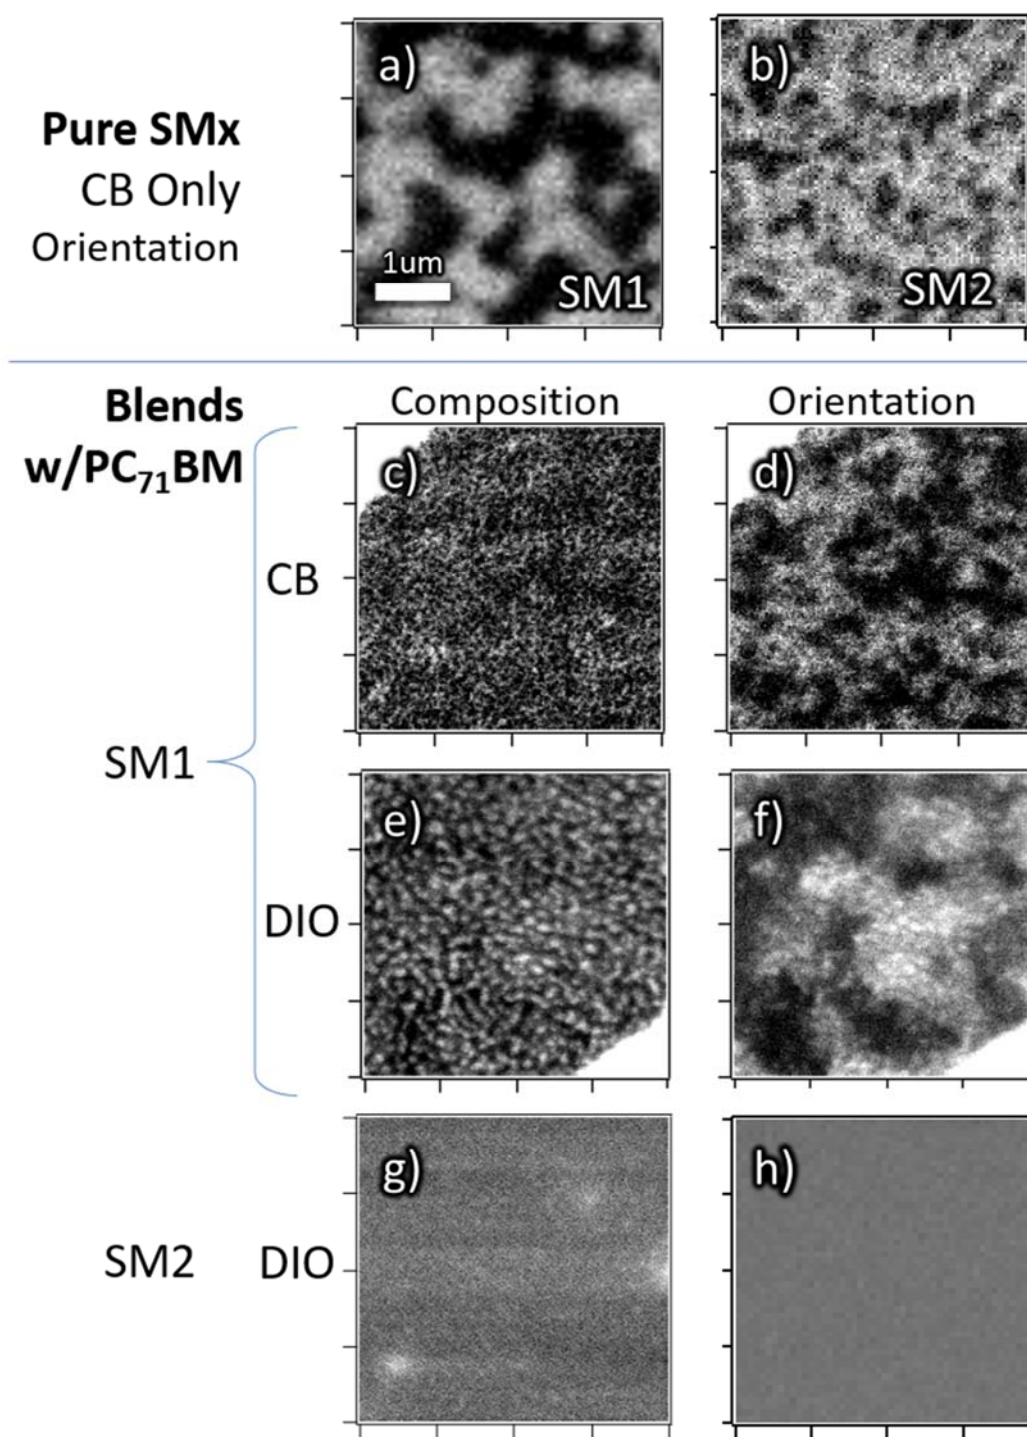 a)
b)
Pure SMx
CB Only
Orientation
1um
SM1
SM2
Blends
w/PC₇₁BM
Composition
Orientation
c)
d)
CB
SM1
e)
f)
DIO
g)
h)
SM2
DIO